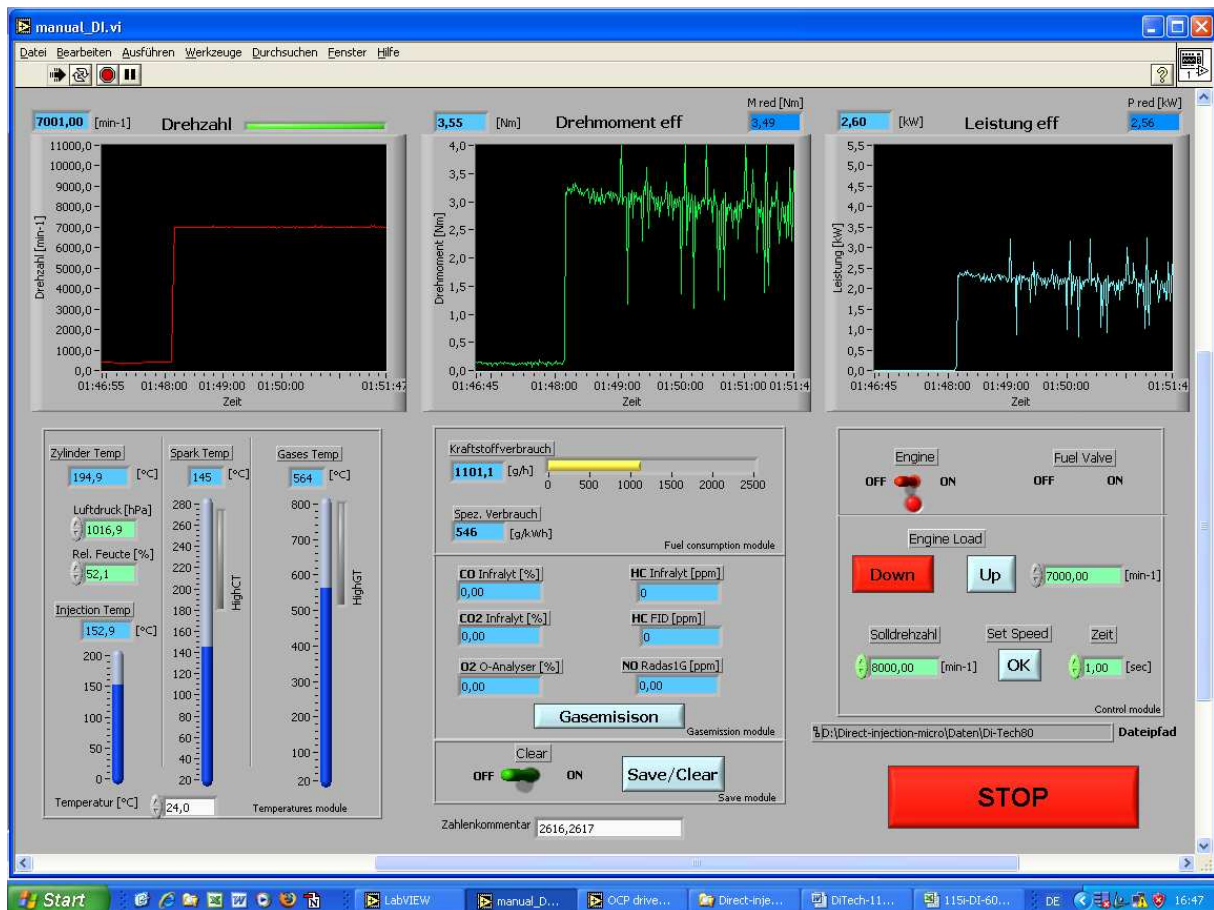 manual_DI.vi
Datei Bearbeiten Ausführen Werkzeuge Durchsuchen Fenster Hilfe
7001,00 [min-1] Drehzahl
11000,0
10000,0
9000,0
8000,0
7000,0
6000,0
5000,0
4000,0
3000,0
2000,0
1000,0
0,0
Drehzahl [min-1]
01:46:55 01:48:00 01:49:00 01:50:00 01:51:47
Zeit
M red [Nm]
3,55 [Nm] Drehmoment eff 3,49
4,0
3,5
3,0
2,5
2,0
1,5
1,0
0,5
0,0
Drehmoment [Nm]
01:46:45 01:48:00 01:49:00 01:50:00 01:51:00 01:51:4
Zeit
P red [kW]
2,60 [kW] Leistung eff 2,56
5,5
5,0
4,5
4,0
3,5
3,0
2,5
2,0
1,5
1,0
0,5
0,0
Leistung [kW]
01:46:45 01:48:00 01:49:00 01:50:00 01:51:4
Zeit
Zylinder Temp
194,9 [°C]
Luftdruck [hPa]
1016,9
Rel. Feuchte [%]
52,1
Injection Temp
152,9 [°C]
200
150
100
50
0
Temperatur [°C] 24,0
Spark Temp
145 [°C]
280
260
240
220
200
180
160
140
120
100
80
60
40
20
HighCT
Gases Temp
564 [°C]
800
700
600
500
400
300
200
100
20
HighGT
Temperatures module
Kraftstoffverbrauch
1101,1 [g/h]
0 500 1000 1500 2000 2500
Spez. Verbrauch
546 [g/kWh]
Fuel consumption module
CO Infralyt [%] HC Infralyt [ppm]
0,00 0
CO2 Infralyt [%] HC FID [ppm]
0,00 0
O2 O-Analyser [%] NO Radas1G [ppm]
0,00 0,00
Gasemisison
Gasmission module
Clear
OFF ON Save/Clear
Save module
Zahlenkommentar 2616,2617
Engine Fuel Valve
OFF ON OFF ON
Engine Load
Down Up 7000,00 [min-1]
Solldrehzahl Set Speed Zeit
8000,00 [min-1] OK 1,00 [sec]
Control module
D:\Direct-injection-micro\Daten\Di-Tech80 Dateipfad
STOP
Start LabVIEW manual_D... OCP drive... Direct-inje... DiTech-11... 115i-DI-60... DE 16:47